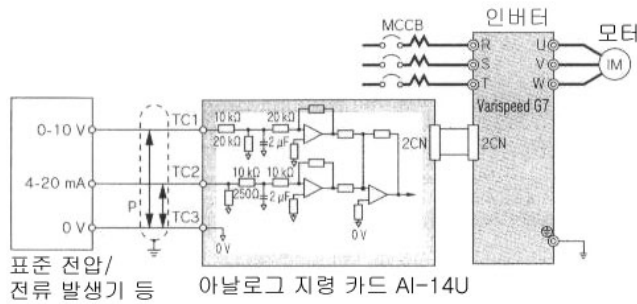 인버터
모터
MCCB
R
S
T
U
V
W
IM
Varispeed G7
0-10 V
4-20 mA
0 V
P
TC1
TC2
TC3
10 kΩ
20 kΩ
20 kΩ
2 μF
10 kΩ
10 kΩ
250Ω
2 μF
0 V
0 V
2CN
2CN
표준 전압/
전류 발생기 등
아날로그 지령 카드 AI-14U